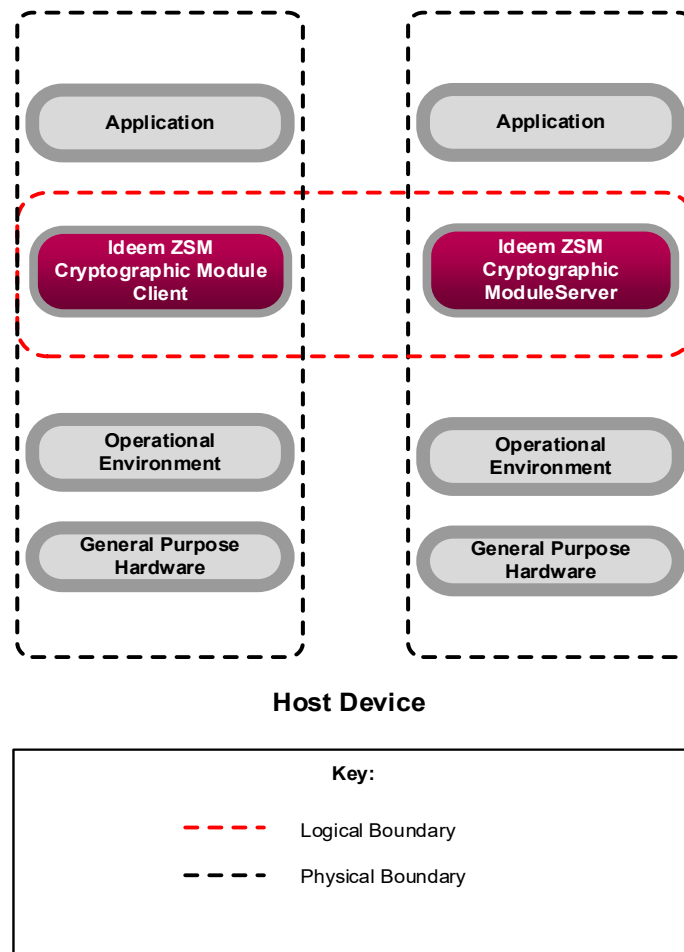 Application
Application
Ideem ZSM
Cryptographic Module
Client
Ideem ZSM
Cryptographic
ModuleServer
Operational
Environment
Operational
Environment
General Purpose
Hardware
General Purpose
Hardware
Host Device
Key:
Logical Boundary
Physical Boundary